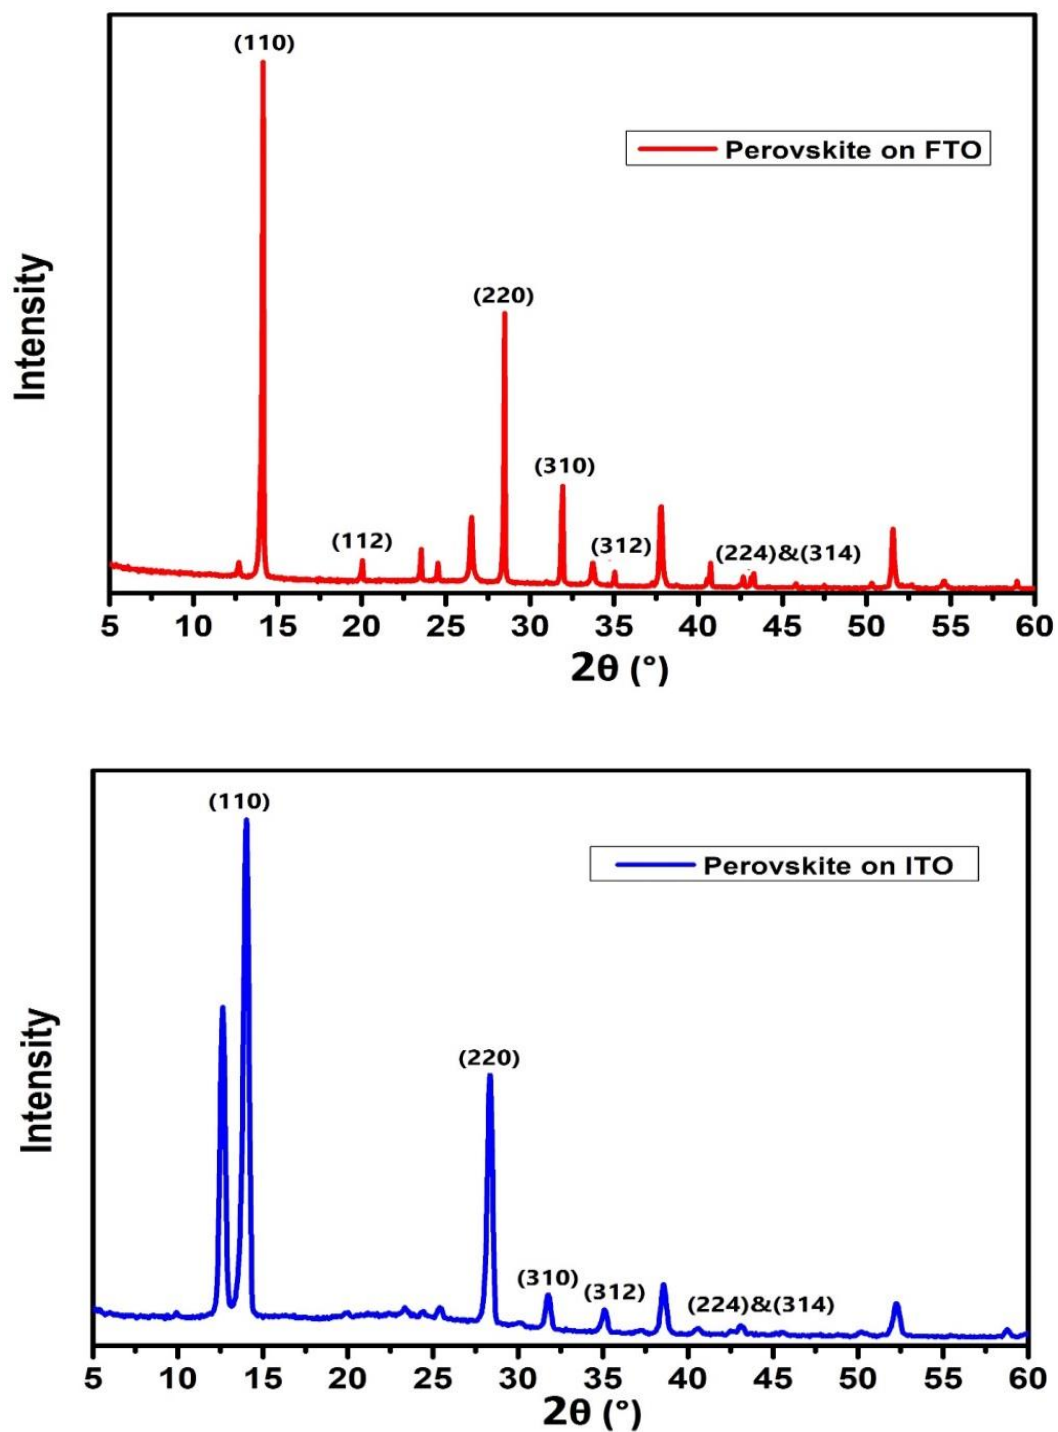 (110)
Perovskite on FTO
Intensity
(220)
(310)
(112)
(312)
(224)&(314)
5 10 15 20 25 30 35 40 45 50 55 60
2θ (°)
(110)
Perovskite on ITO
Intensity
(220)
(310)
(312)
(224)&(314)
5 10 15 20 25 30 35 40 45 50 55 60
2θ (°)